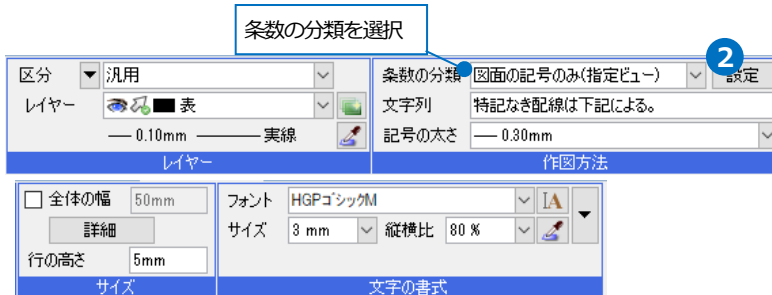 条数の分類を選択
2
区分 汎用
レイヤー 表
0.10mm 実線
レイヤー
条数の分類 図面の記号のみ(指定ビュー) 設定
文字列 特記なき配線は下記による。
記号の太さ 0.30mm
作図方法
全体の幅 50mm
詳細
行の高さ 5mm
サイズ
フォント HGPゴシックM IA
サイズ 3 mm 縦横比 80 %
文字の書式